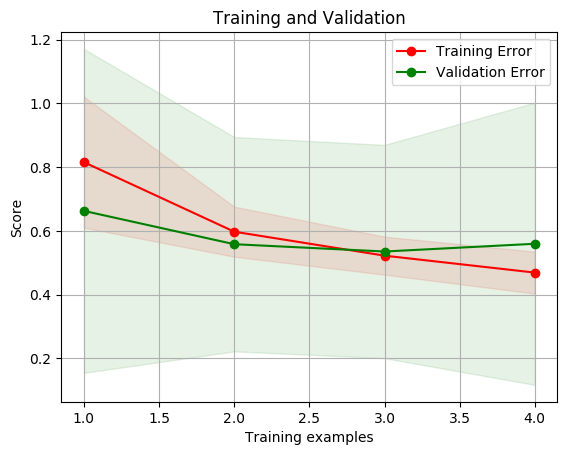 Training and Validation
1.2
1.0
0.8
0.6
0.4
0.2
Score
Training Error
Validation Error
1.0 1.5 2.0 2.5 3.0 3.5 4.0
Training examples